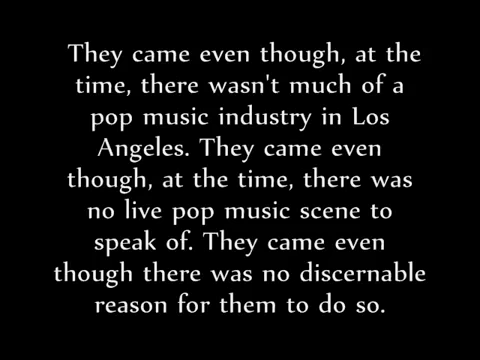 They came even though, at the
time, there wasn't much of a
pop music industry in Los
Angeles. They came even
though, at the time, there was
no live pop music scene to
speak of. They came even
though there was no discernable
reason for them to do so.